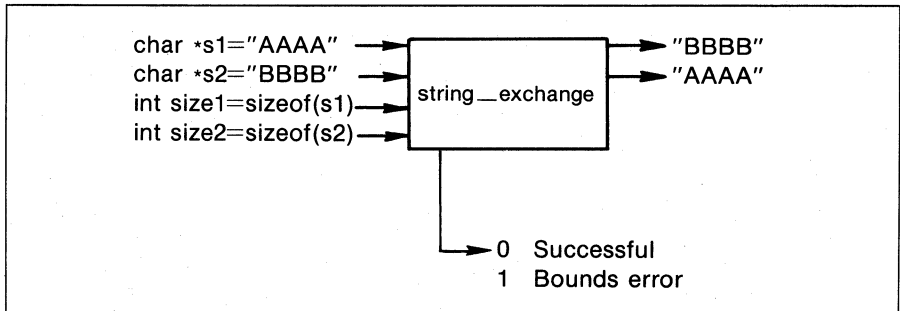 char *s1="AAAA"
char *s2="BBBB"
int size1=sizeof(s1)
int size2=sizeof(s2)
string_exchange
"BBBB"
"AAAA"
0 Successful
1 Bounds error